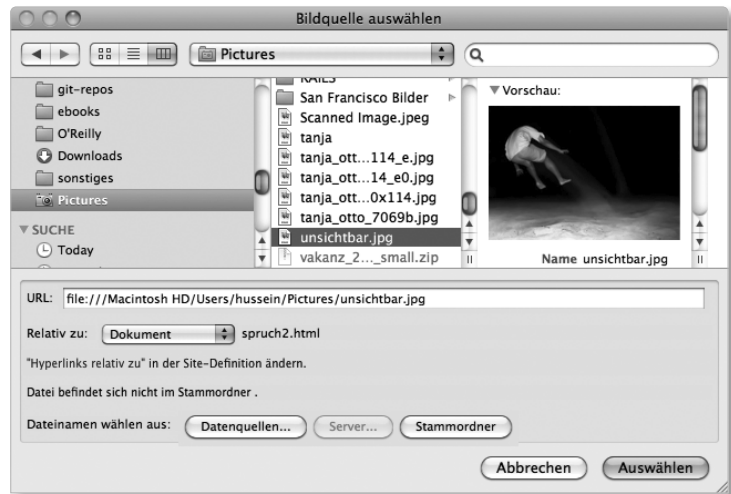 Bildquelle auswählen
Pictures
git-repos
ebooks
O'Reilly
Downloads
sonstiges
Pictures
SUCHE
Today
San Francisco Bilder
Scanned Image.jpeg
tanja
tanja_ott...114_e.jpg
tanja_ott...14_e0.jpg
tanja_ott...0x114.jpg
tanja_otto_7069b.jpg
unsichtbar.jpg
vakanz_2..._small.zip
Vorschau:
Name unsichtbar.jpg
URL: file:///Macintosh HD/Users/hussein/Pictures/unsichtbar.jpg
Relativ zu: Dokument spruch2.html
"Hyperlinks relativ zu" in der Site-Definition ändern.
Datei befindet sich nicht im Stammordner .
Dateinamen wählen aus: Datenquellen... Server... Stammordner
Abbrechen Auswählen